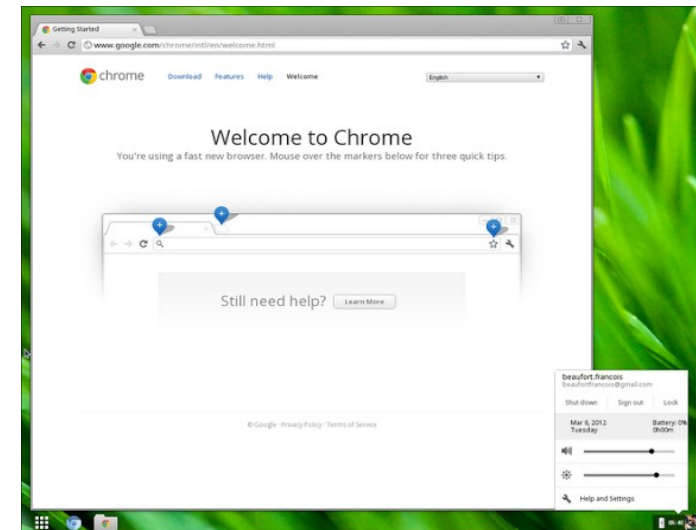 Getting Started
www.google.com/chrome/intl/en/welcome.html
chrome Download Features Help Welcome English
Welcome to Chrome
You're using a fast new browser. Mouse over the markers below for three quick tips.
Still need help? Learn More
© Google - Privacy Policy - Terms of Service
beaufort.francois
beaufortfrancois@gmail.com
Shut down Sign out Lock
Mar 6, 2012 Battery: 0%
Tuesday 0h00m
Help and Settings